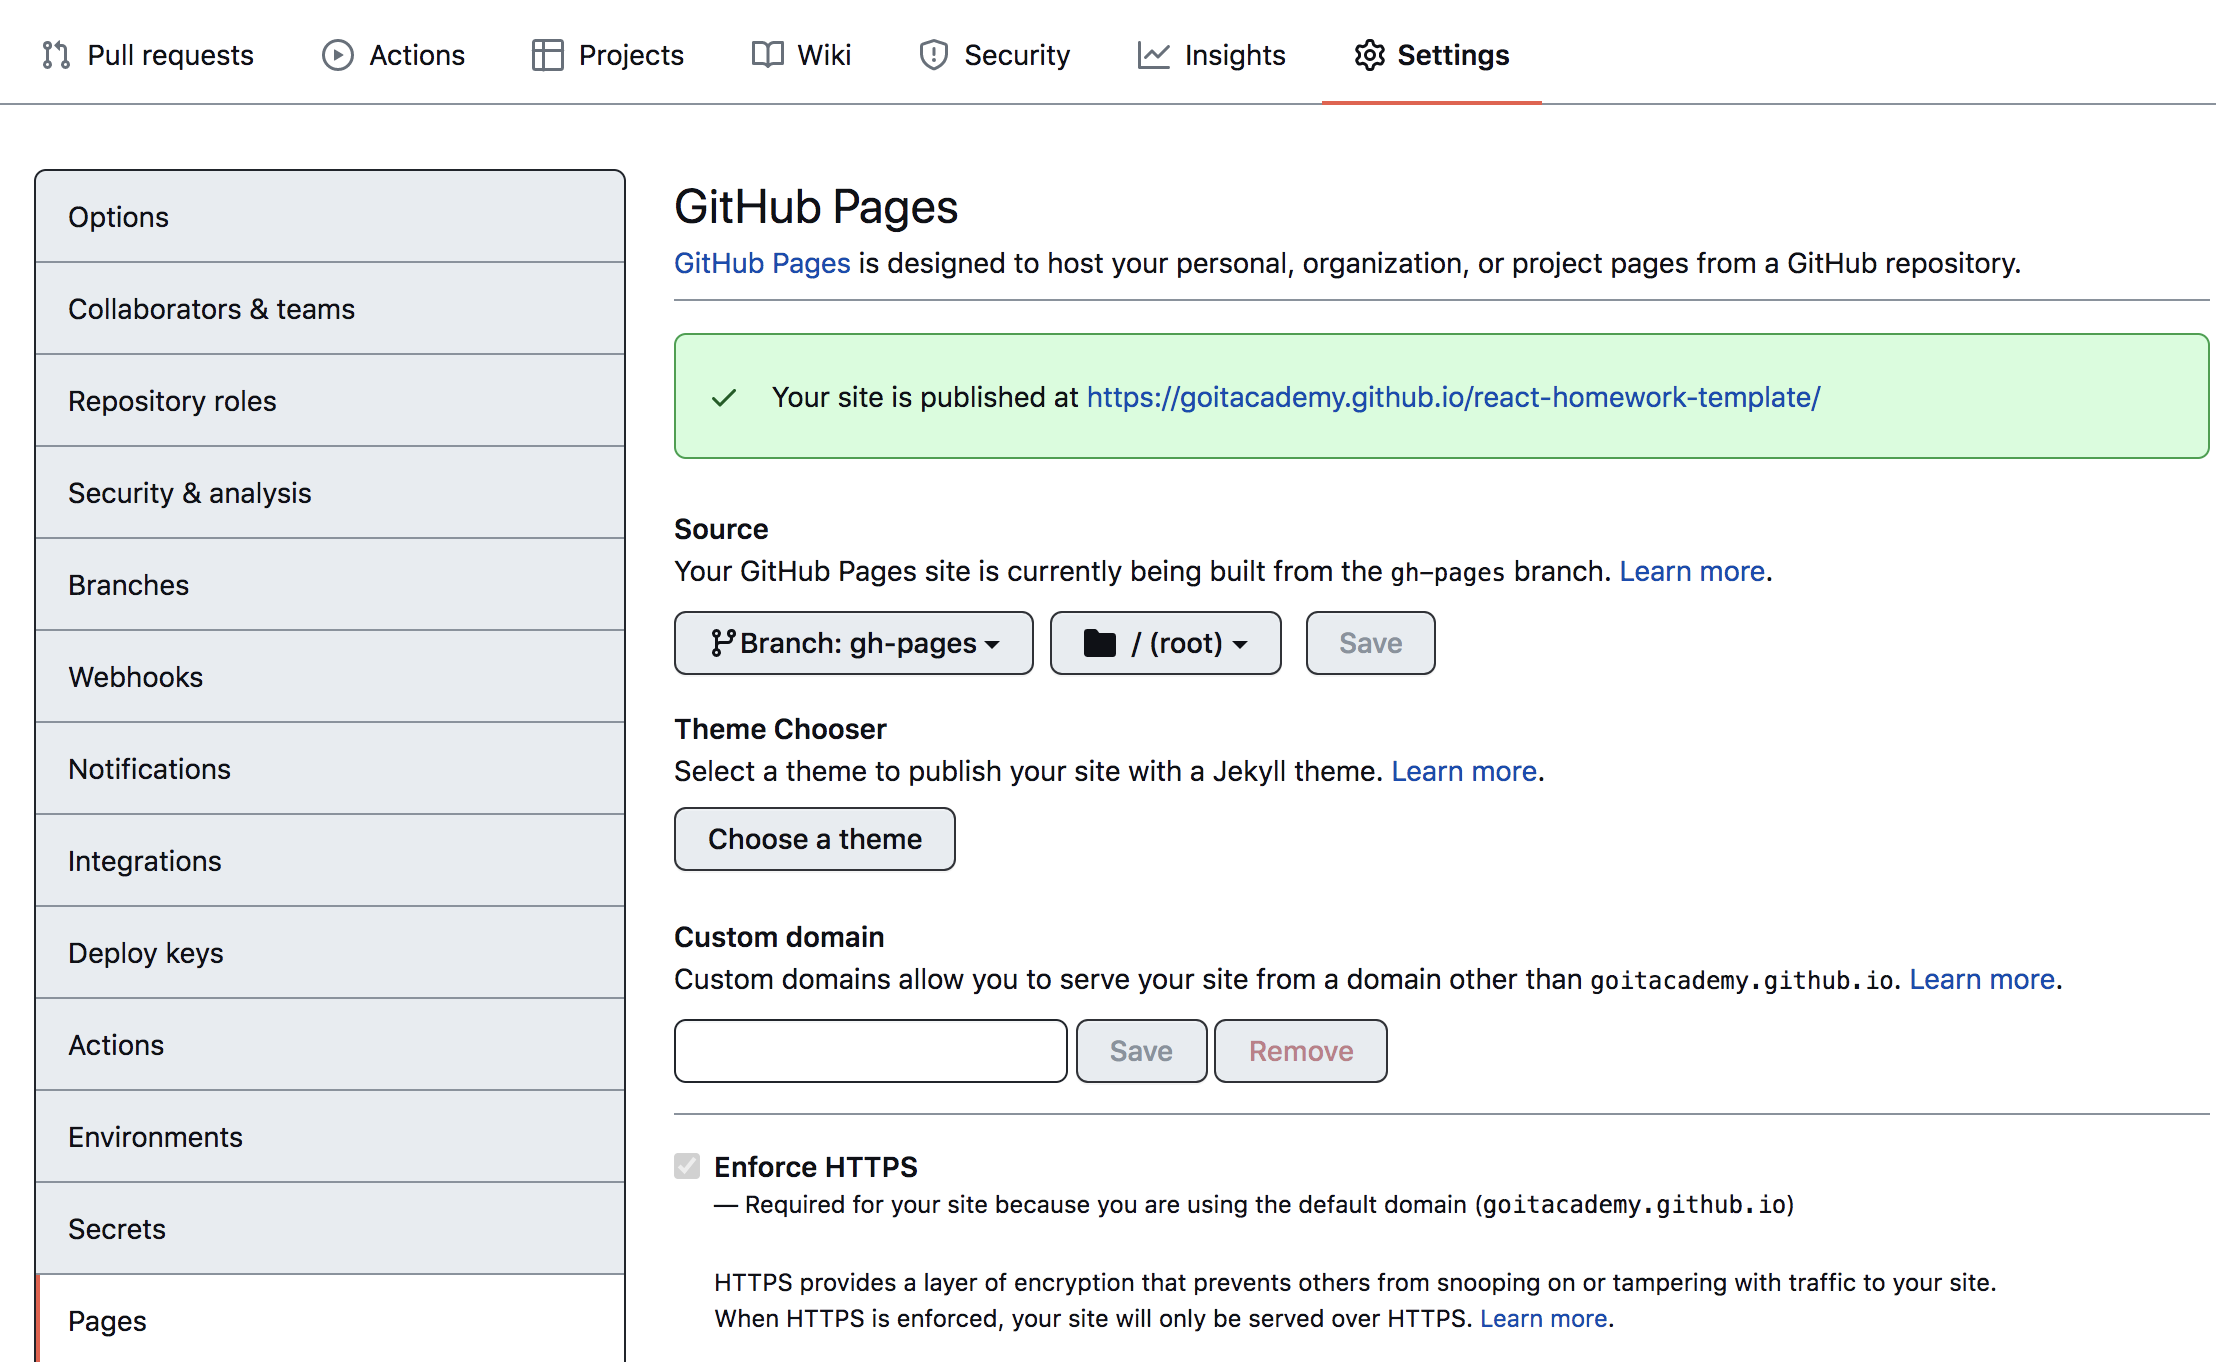 Pull requests Actions Projects Wiki Security Insights Settings
Options
Collaborators & teams
Repository roles
Security & analysis
Branches
Webhooks
Notifications
Integrations
Deploy keys
Actions
Environments
Secrets
Pages
GitHub Pages
GitHub Pages is designed to host your personal, organization, or project pages from a GitHub repository.
Your site is published at https://goitacademy.github.io/react-homework-template/
Source
Your GitHub Pages site is currently being built from the gh-pages branch. Learn more.
Branch: gh-pages / (root) Save
Theme Chooser
Select a theme to publish your site with a Jekyll theme. Learn more.
Choose a theme
Custom domain
Custom domains allow you to serve your site from a domain other than goitacademy.github.io. Learn more.
Save Remove
Enforce HTTPS
— Required for your site because you are using the default domain (goitacademy.github.io)
HTTPS provides a layer of encryption that prevents others from snooping on or tampering with traffic to your site.
When HTTPS is enforced, your site will only be served over HTTPS. Learn more.